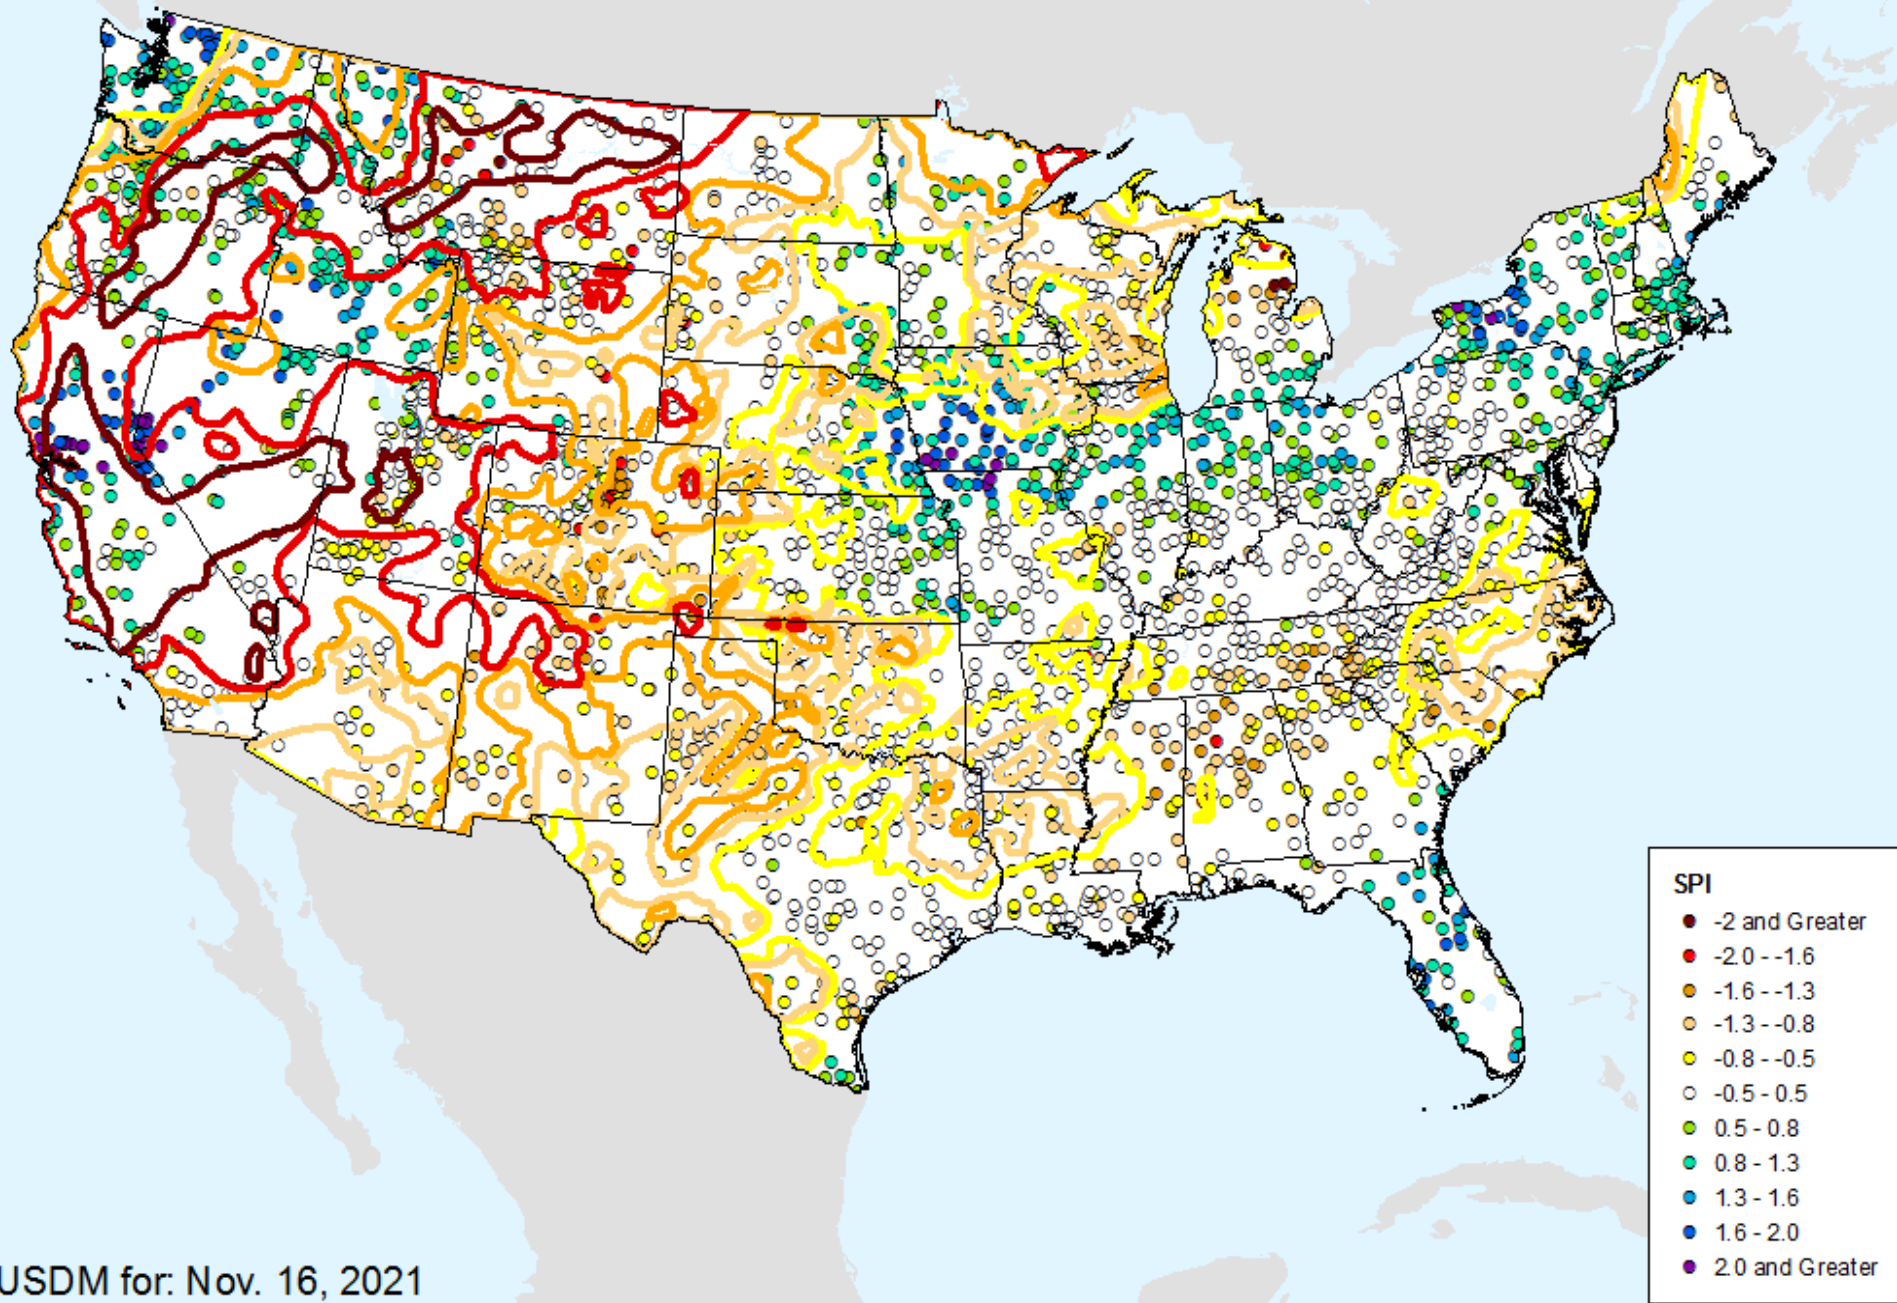 SPI
-2 and Greater
-2.0 - -1.6
-1.6 - -1.3
-1.3 - -0.8
-0.8 - -0.5
-0.5 - 0.5
0.5 - 0.8
0.8 - 1.3
1.3 - 1.6
1.6 - 2.0
2.0 and Greater
USDM for: Nov. 16, 2021